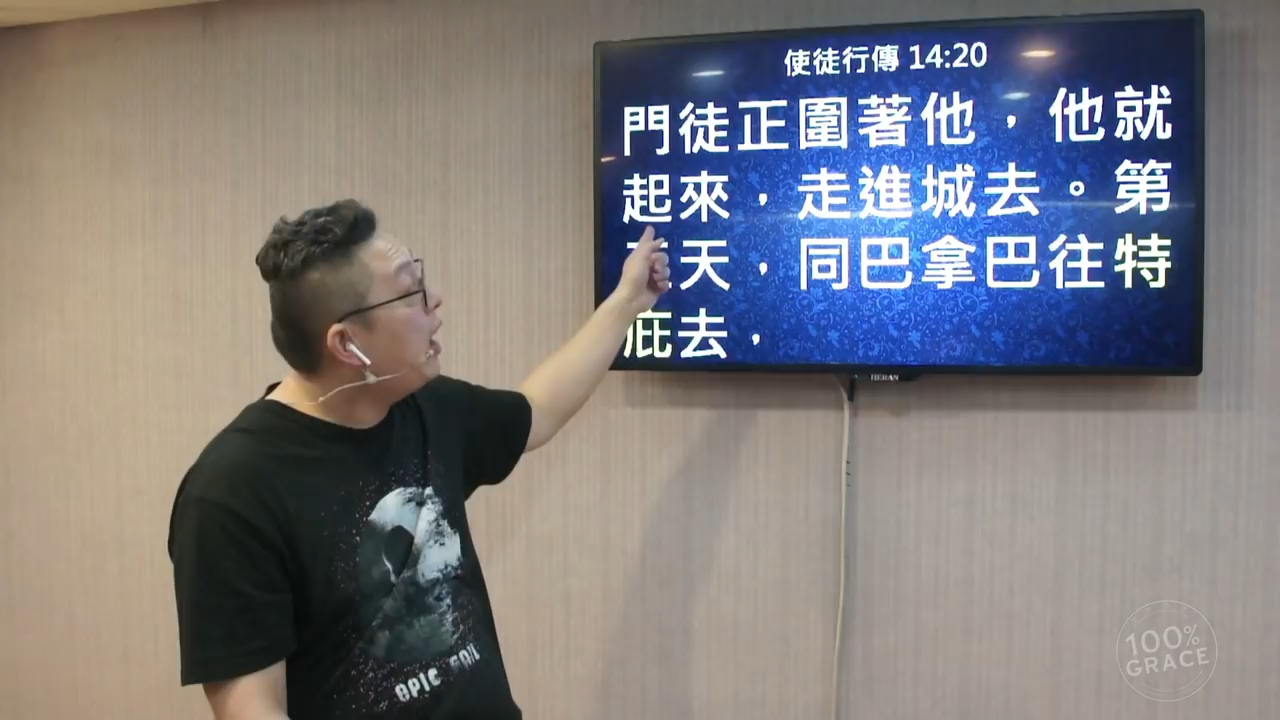 使徒行傳 14:20
門徒正圍著他，他就
起來，走進城去。第
天，同巴拿巴往特
庇去，
HERAN
EPIC FAIL
100%
GRACE